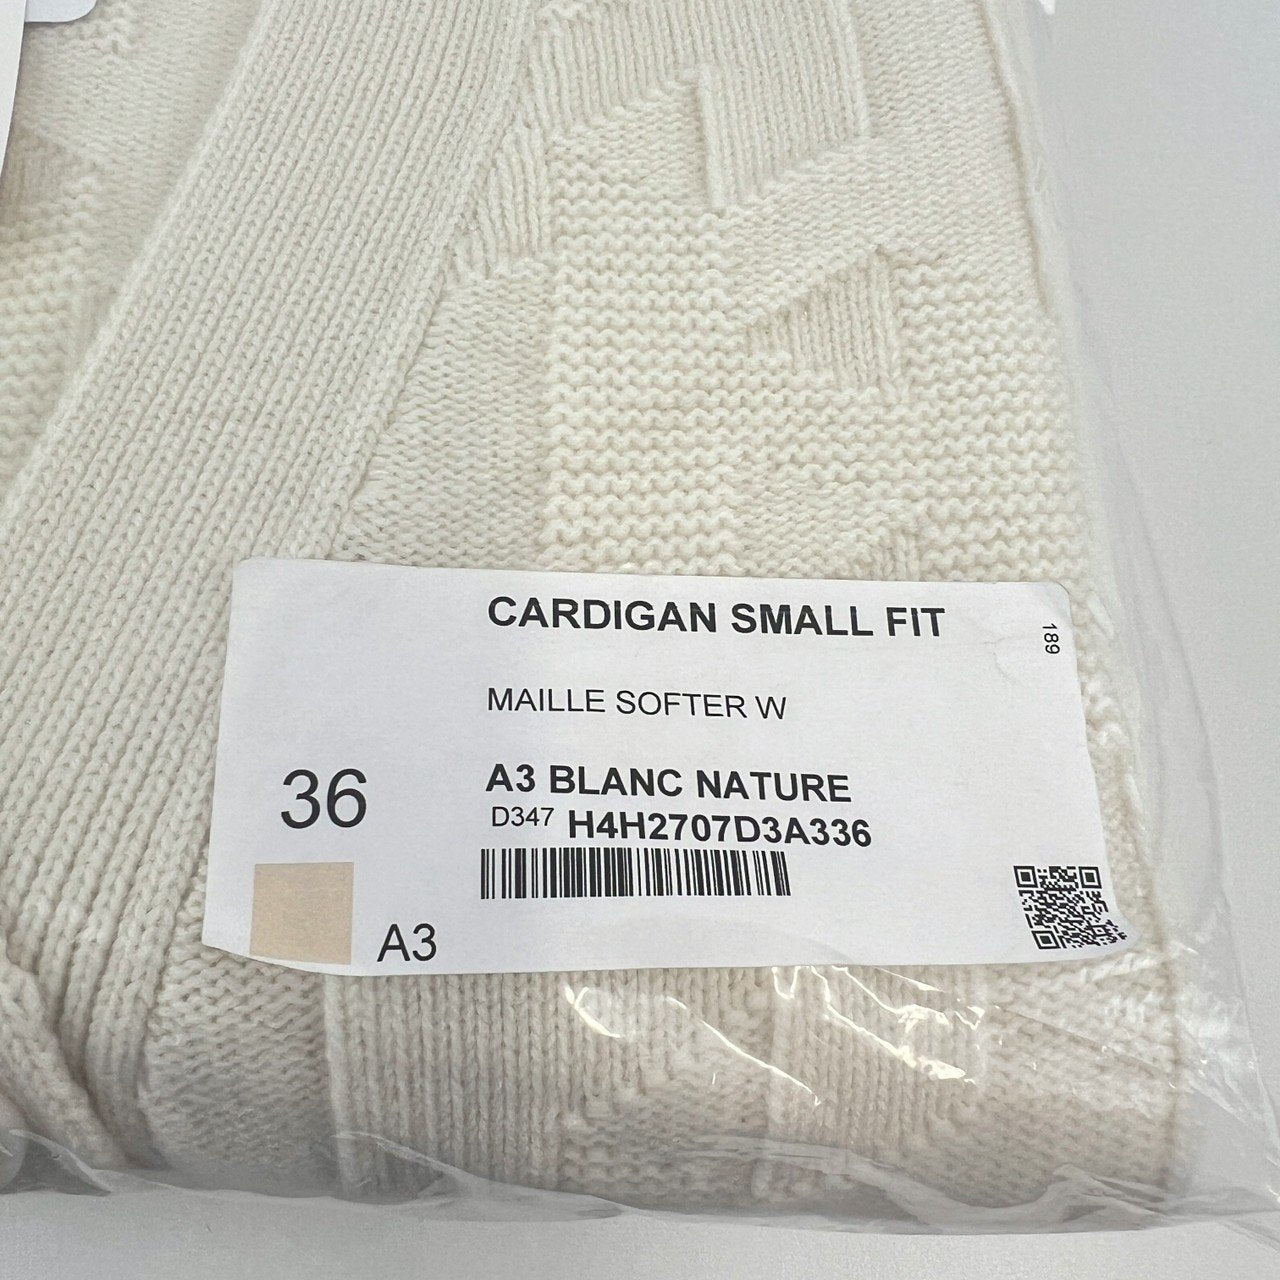 CARDIGAN SMALL FIT
189
MAILLE SOFTER W
36
A3 BLANC NATURE
D347 H4H2707D3A336
A3